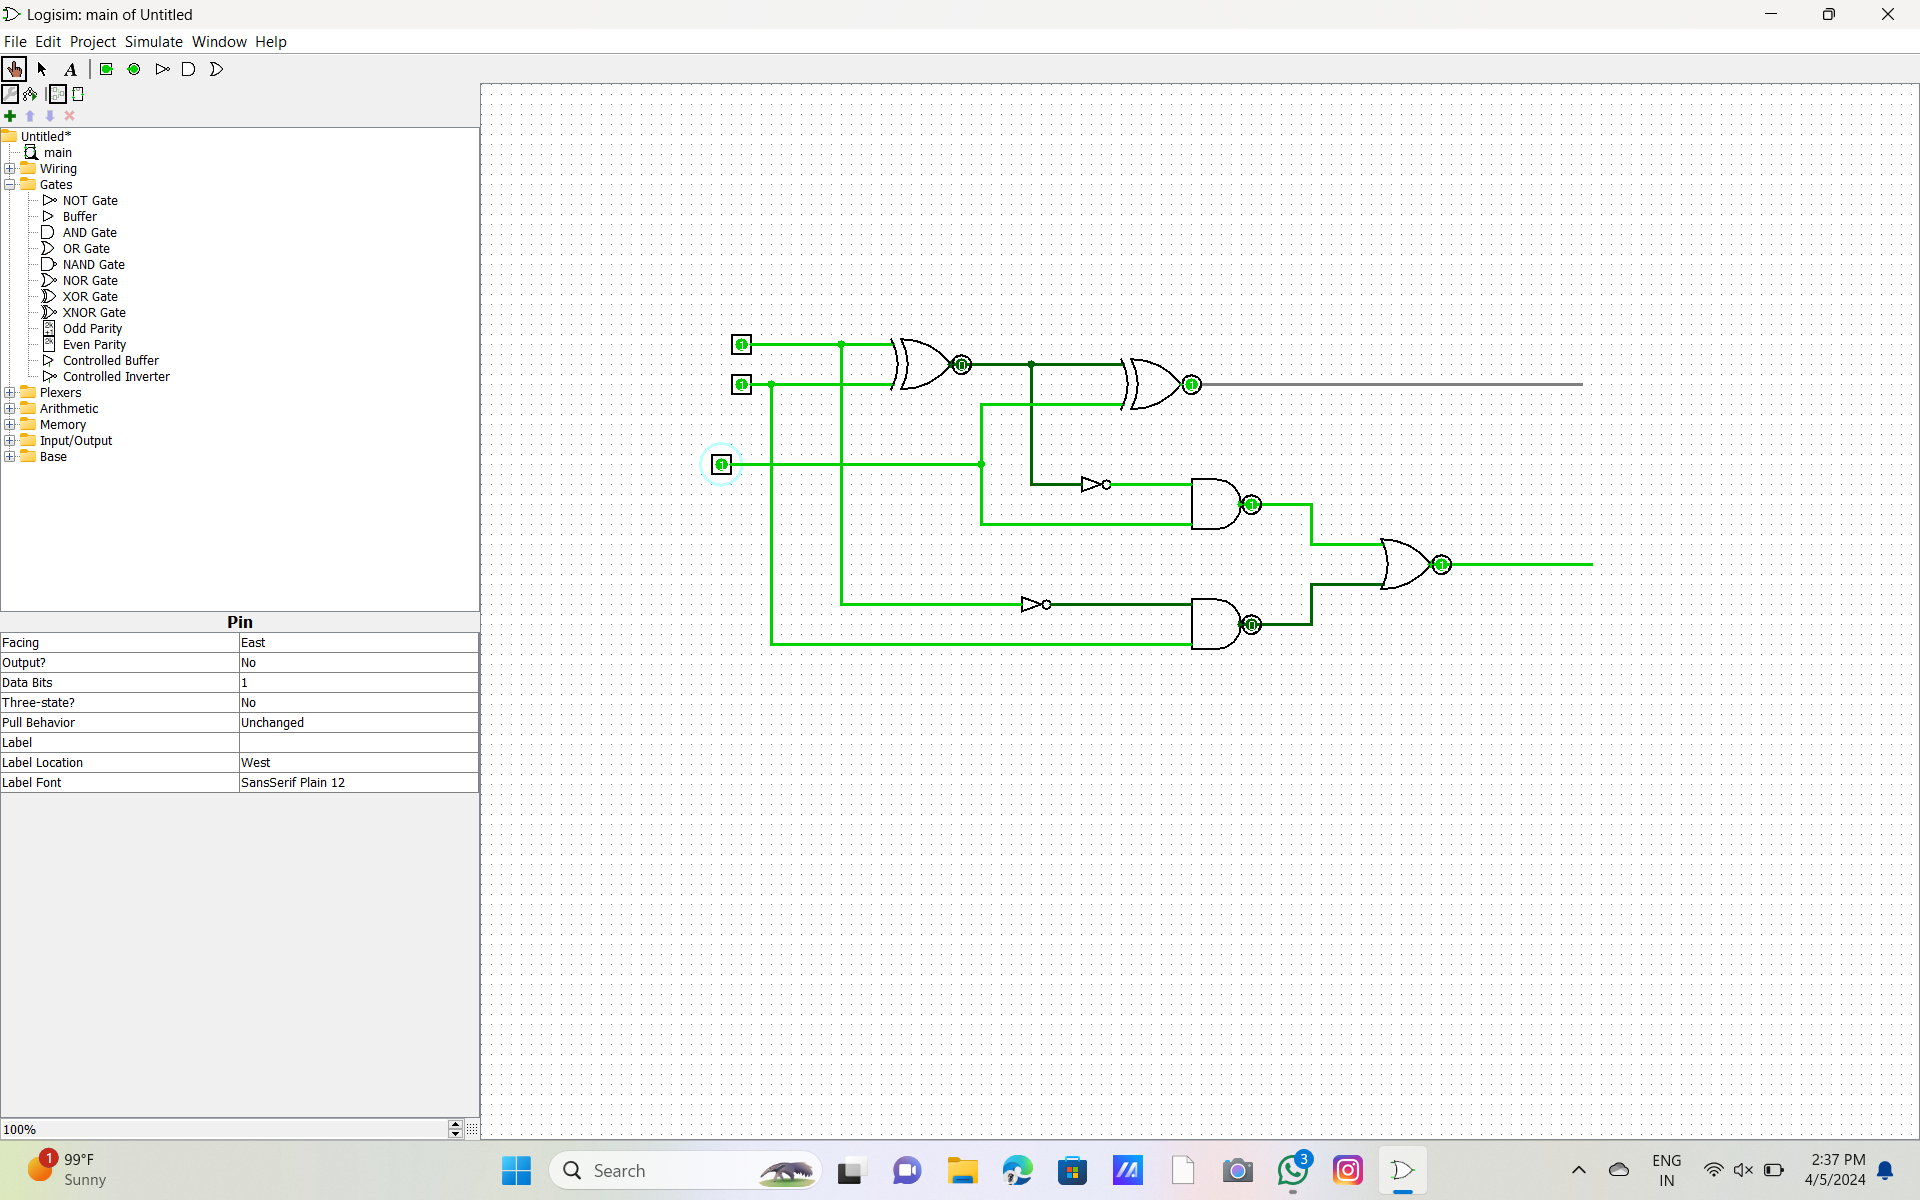 Logisim: main of Untitled
File Edit Project Simulate Window Help
A
Untitled*
main
Wiring
Gates
NOT Gate
Buffer
AND Gate
OR Gate
NAND Gate
NOR Gate
XOR Gate
XNOR Gate
Odd Parity
Even Parity
Controlled Buffer
Controlled Inverter
Plexers
Arithmetic
Memory
Input/Output
Base
Pin
Facing East
Output? No
Data Bits 1
Three-state? No
Pull Behavior Unchanged
Label
Label Location West
Label Font SansSerif Plain 12
100%
1
1
0
1
1
1
1
0
1
99°F
Sunny
Search
3
ENG
IN
2:37 PM
4/5/2024